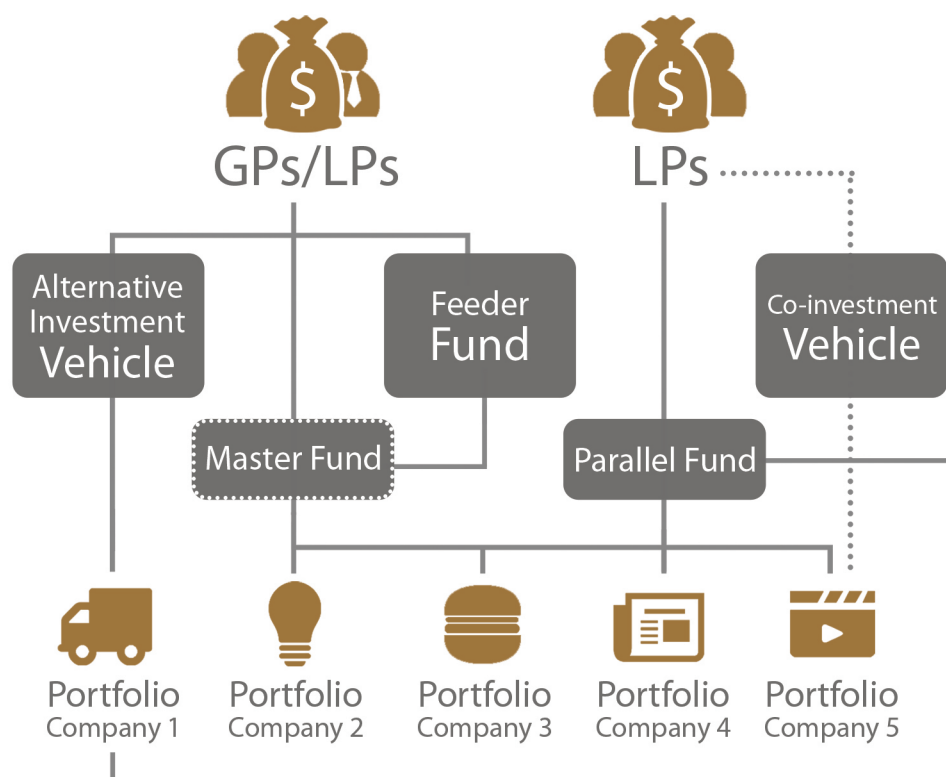 $
$
GPs/LPs
LPs
Alternative
Investment
Vehicle
Feeder
Fund
Co-investment
Vehicle
Master Fund
Parallel Fund
Portfolio
Company 1
Portfolio
Company 2
Portfolio
Company 3
Portfolio
Company 4
Portfolio
Company 5